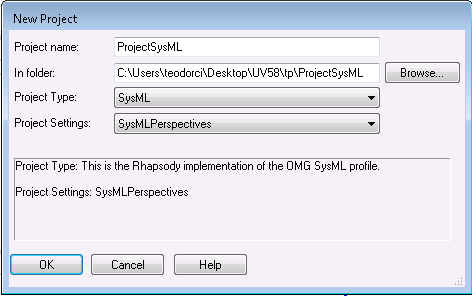 New Project
Project name: ProjectSysML
In folder: C:\Users\teodorci\Desktop\UV58\tp\ProjectSysML Browse...
Project Type: SysML
Project Settings: SysMLPerspectives
Project Type: This is the Rhapsody implementation of the OMG SysML profile.
Project Settings: SysMLPerspectives
OK Cancel Help